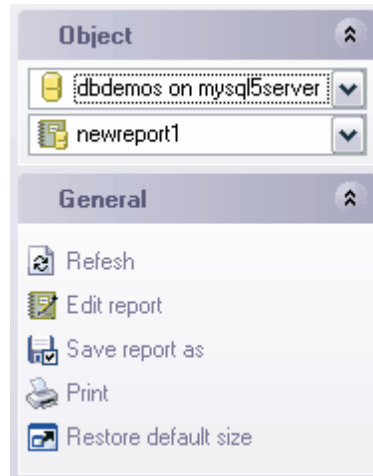 Object
dbdemos on mysql5server
newreport1
General
Refesh
Edit report
Save report as
Print
Restore default size